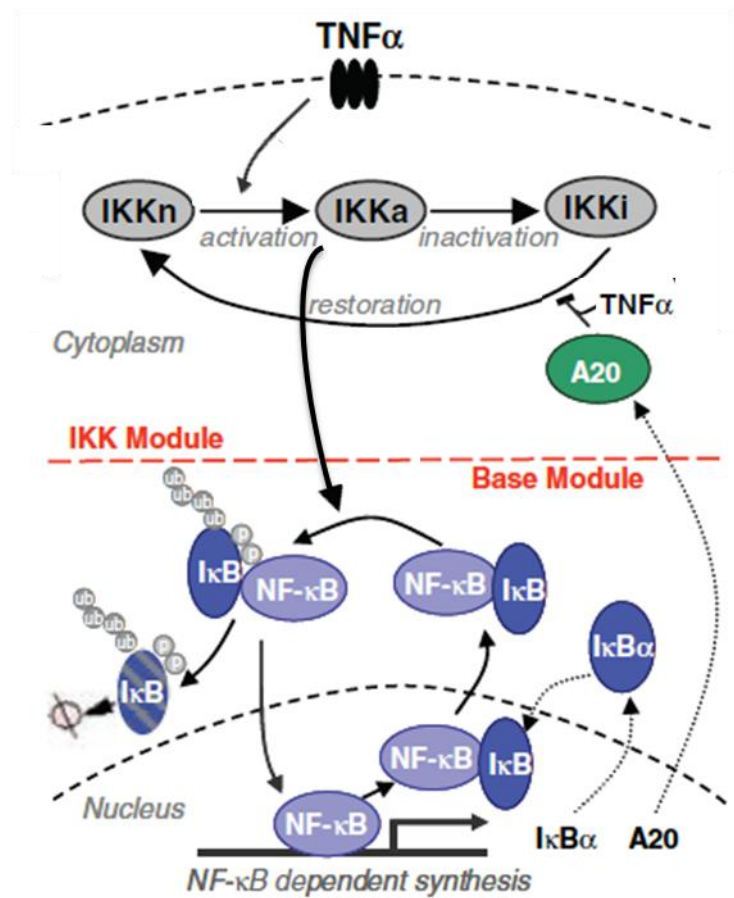 TNFα
IKKn
IKKa
IKKi
activation
inactivation
restoration
TNFα
Cytoplasm
A20
IKK Module
Base Module
ub
ub
ub
ub
p
p
IκB
NF-κB
NF-κB
IκB
ub
ub
ub
ub
p
p
IκB
IκBα
NF-κB
IκB
Nucleus
NF-κB
IκBα
A20
NF-κB dependent synthesis